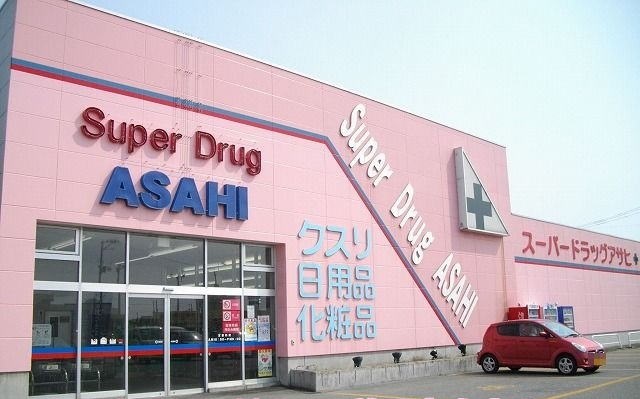 Super Drug
ASAHI
Super Drug ASAHI
クスリ
日用品
化粧品
スーパードラッグアサヒ